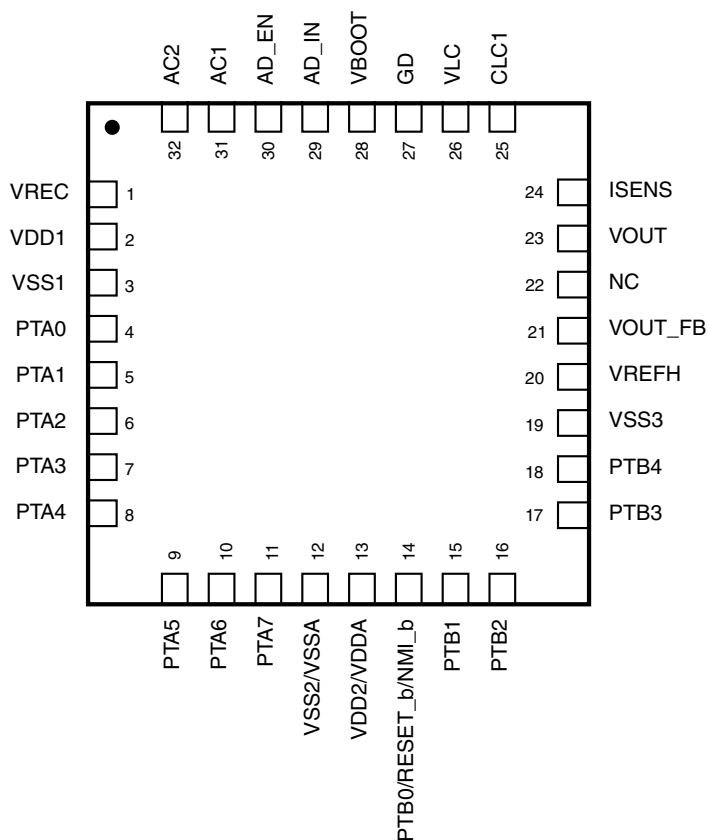 AC2
AC1
AD_EN
AD_IN
VBOOT
GD
VLC
CLC1
32
31
30
29
28
27
26
25
VREC 1
24 ISENS
VDD1 2
23 VOUT
VSS1 3
22 NC
PTA0 4
21 VOUT_FB
PTA1 5
20 VREFH
PTA2 6
19 VSS3
PTA3 7
18 PTB4
PTA4 8
17 PTB3
9
10
11
12
13
14
15
16
PTA5
PTA6
PTA7
VSS2/VSSA
VDD2/VDDA
PTB0/RESET_b/NMI_b
PTB1
PTB2